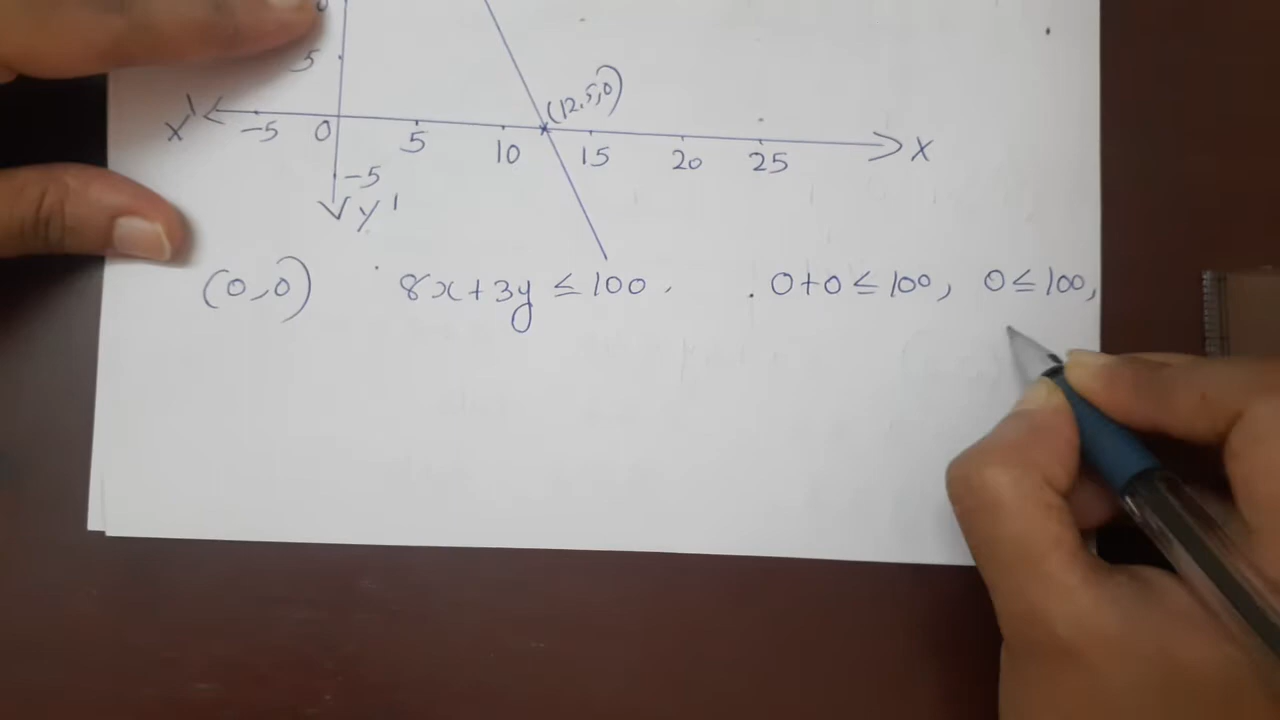 5
(12.5,0)
X' -5 0 5 10 15 20 25 X
-5
Y'
(0,0) 8x+3y ≤ 100. . 0+0 ≤ 100, 0 ≤ 100,